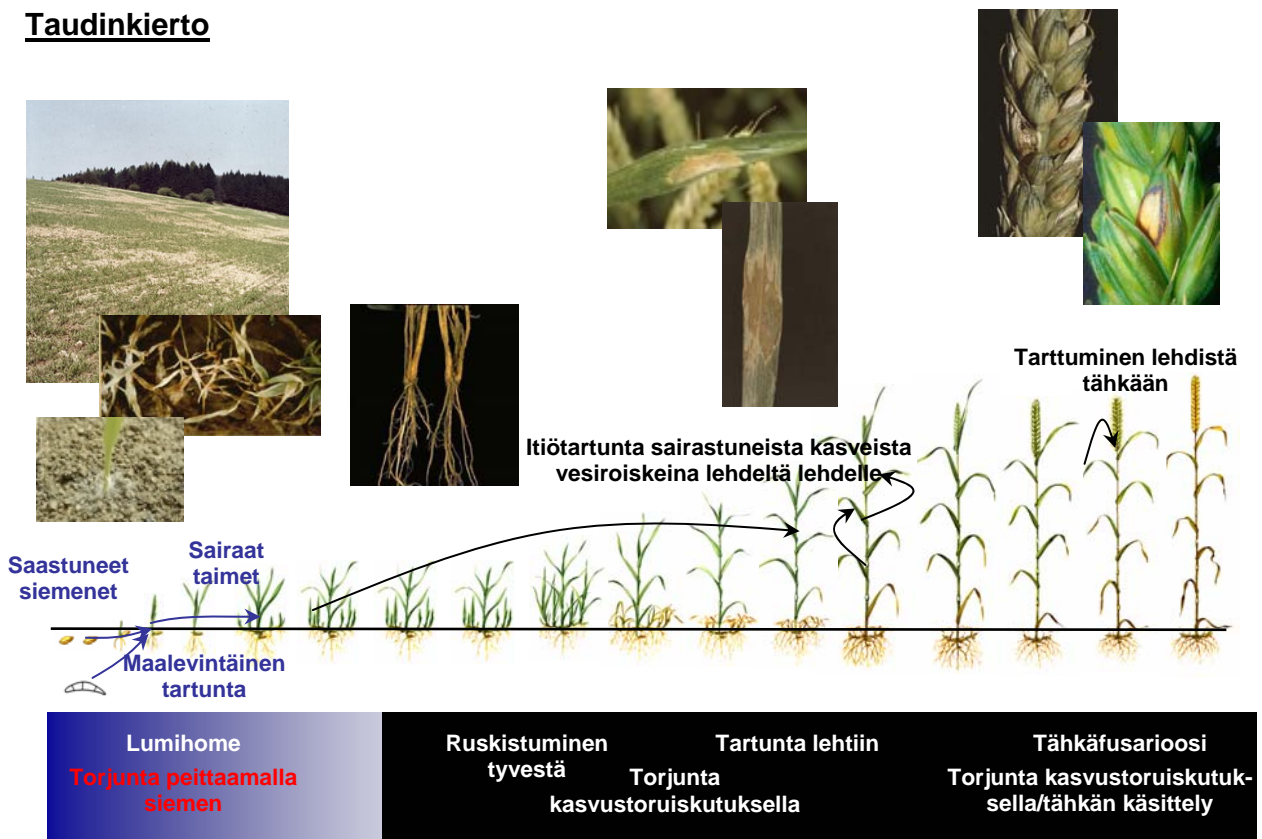 Taudinkierto
Tarttuminen lehdistä
tähkään
Itiötartunta sairastuneista kasveista
vesiroiskeina lehdeltä lehdelle
Saastuneet
siemenet
Sairaat
taimet
Maalevintäinen
tartunta
Lumihome
Torjunta peittaamalla
siemen
Ruskistuminen
tyvestä
Tartunta lehtiin
Torjunta
kasvustoruiskutuksella
Tähkäfusarioosi
Torjunta kasvustoruiskutuk-
sella/tähkän käsittely